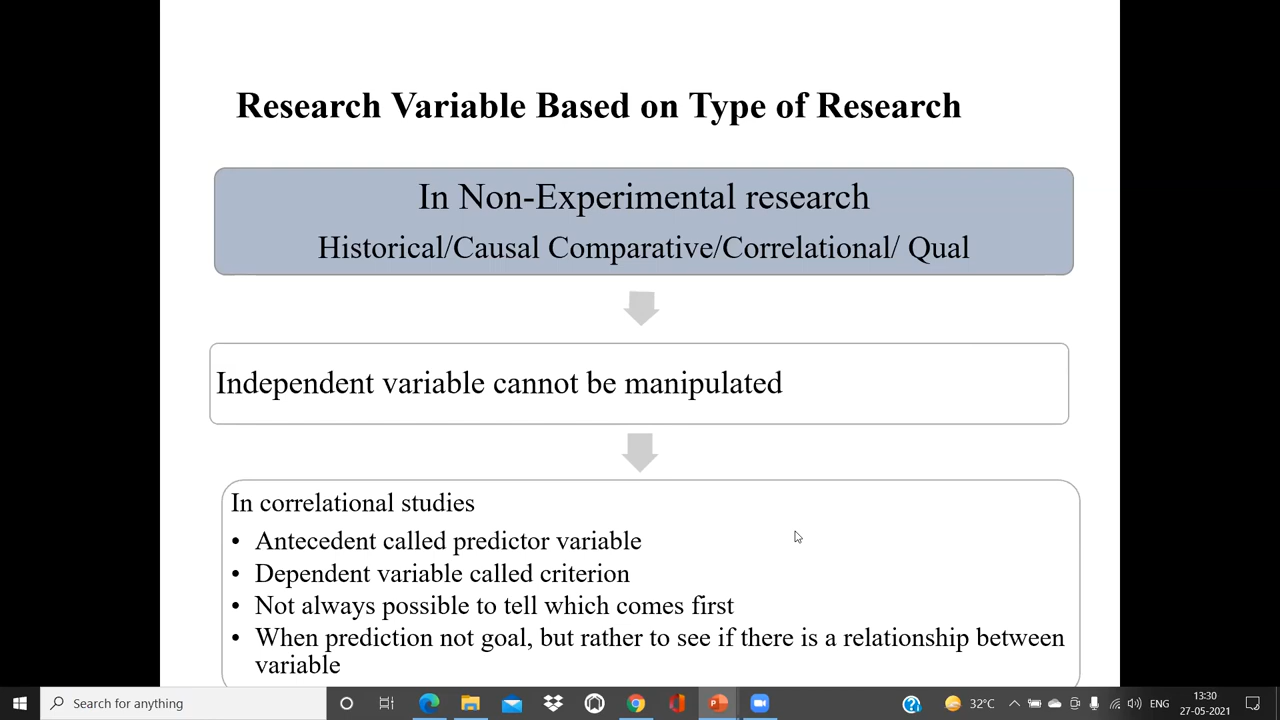 Research Variable Based on Type of Research
In Non-Experimental research
Historical/Causal Comparative/Correlational/ Qual
Independent variable cannot be manipulated
In correlational studies
• Antecedent called predictor variable
• Dependent variable called criterion
• Not always possible to tell which comes first
• When prediction not goal, but rather to see if there is a relationship between
variable
Search for anything
32°C
ENG
13:30
27-05-2021